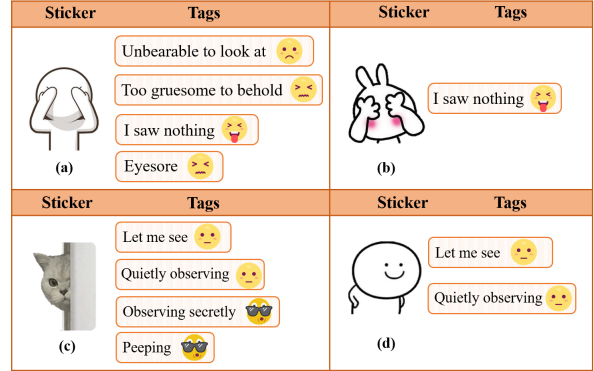 Sticker Tags
Unbearable to look at
Too gruesome to behold
I saw nothing
Eyesore
(a)
Sticker Tags
I saw nothing
(b)
Sticker Tags
Let me see
Quietly observing
Observing secretly
Peeping
(c)
Sticker Tags
Let me see
Quietly observing
(d)